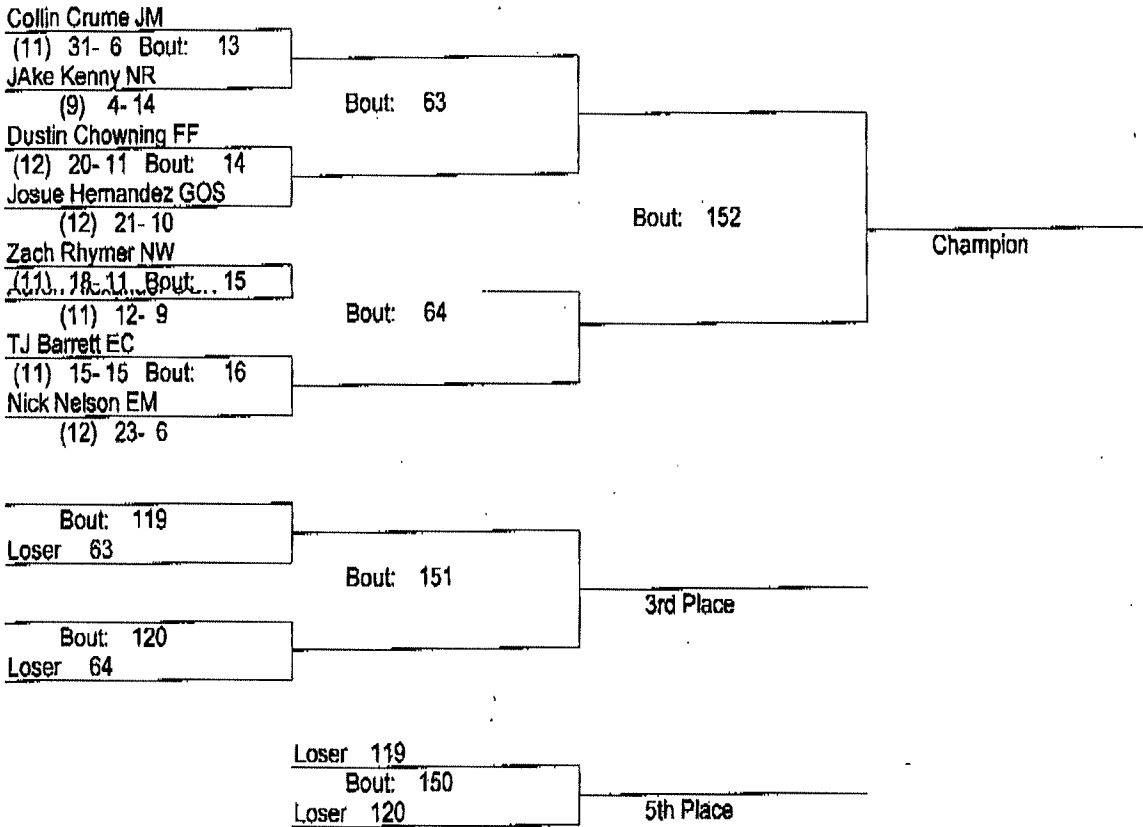 Collin Crume JM
(11) 31- 6 Bout: 13
JAke Kenny NR
(9) 4- 14
Dustin Chowning FF
(12) 20- 11 Bout: 14
Josue Hernandez GOS
(12) 21- 10
Zach Rhymer NW
(11) 18- 11 Bout: 15
(11) 12- 9
TJ Barrett EC
(11) 15- 15 Bout: 16
Nick Nelson EM
(12) 23- 6
Bout: 63
Bout: 64
Bout: 152
Champion
Bout: 119
Loser 63
Bout: 120
Loser 64
Bout: 151
3rd Place
Loser 119
Bout: 150
Loser 120
5th Place